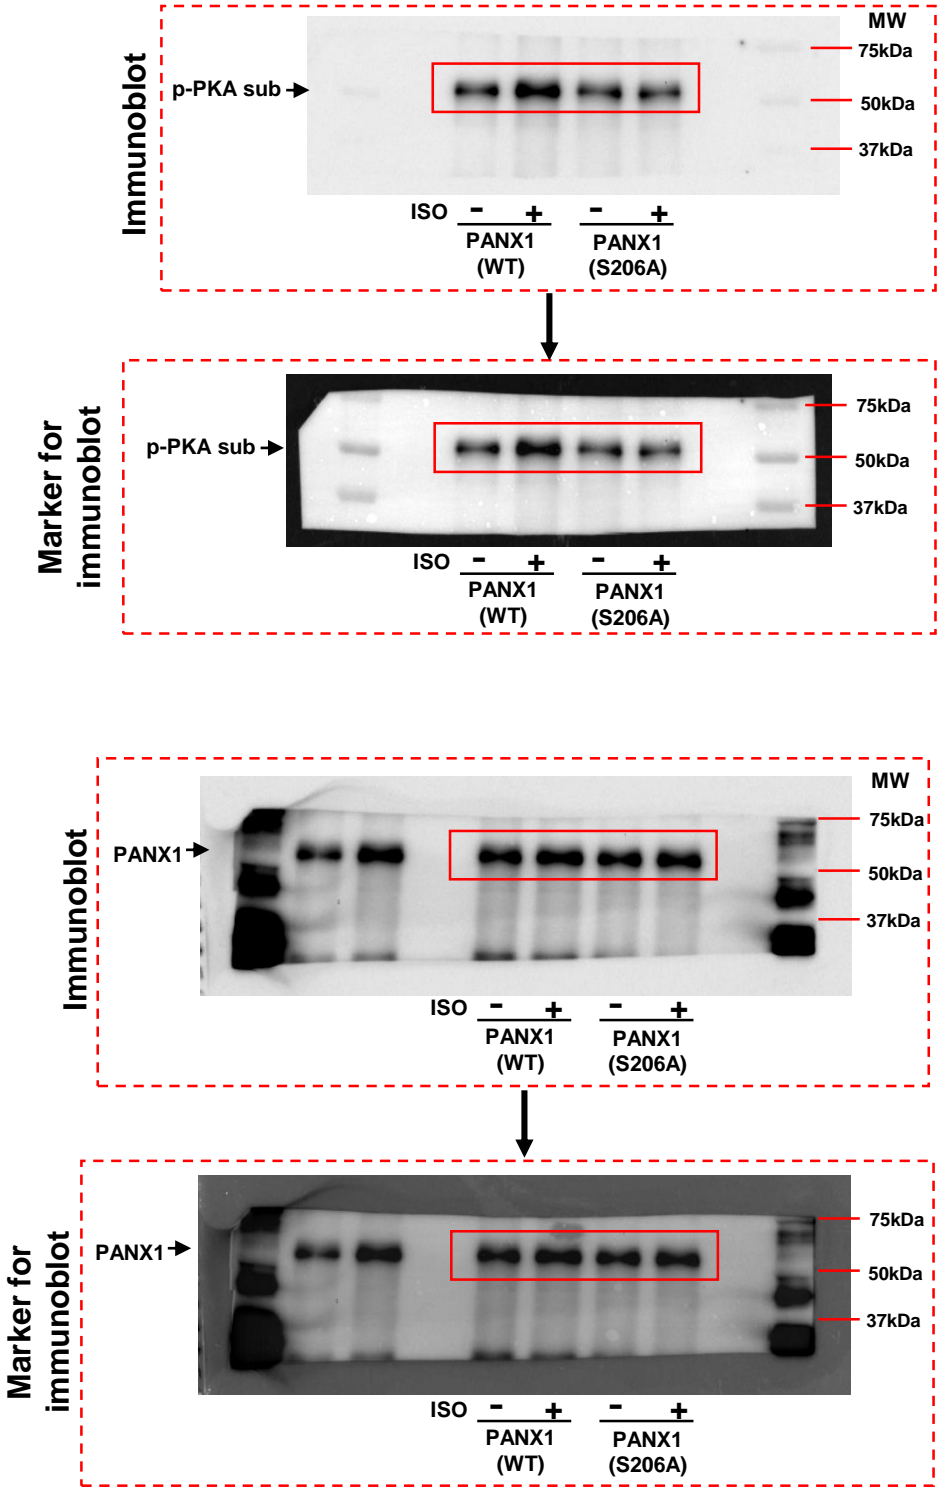 Immunoblot
MW
p-PKA sub
75kDa
50kDa
37kDa
ISO - + - +
PANX1 PANX1
(WT) (S206A)
Marker for
immunoblot
p-PKA sub
75kDa
50kDa
37kDa
ISO - + - +
PANX1 PANX1
(WT) (S206A)
Immunoblot
MW
PANX1
75kDa
50kDa
37kDa
ISO - + - +
PANX1 PANX1
(WT) (S206A)
Marker for
immunoblot
PANX1
75kDa
50kDa
37kDa
ISO - + - +
PANX1 PANX1
(WT) (S206A)